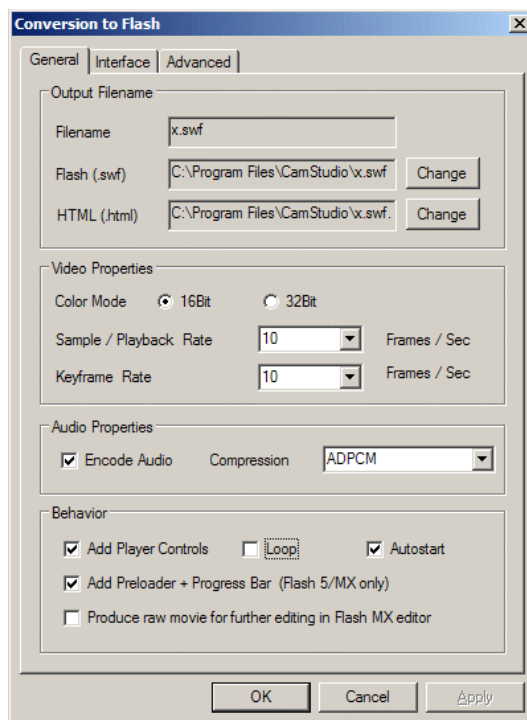 Conversion to Flash
General Interface Advanced
Output Filename
Filename x.swf
Flash (.swf) C:\Program Files\CamStudio\x.swf Change
HTML (.html) C:\Program Files\CamStudio\x.swf. Change
Video Properties
Color Mode 16Bit 32Bit
Sample / Playback Rate 10 Frames / Sec
Keyframe Rate 10 Frames / Sec
Audio Properties
Encode Audio Compression ADPCM
Behavior
Add Player Controls Loop Autostart
Add Preloader + Progress Bar (Flash 5/MX only)
Produce raw movie for further editing in Flash MX editor
OK Cancel Apply